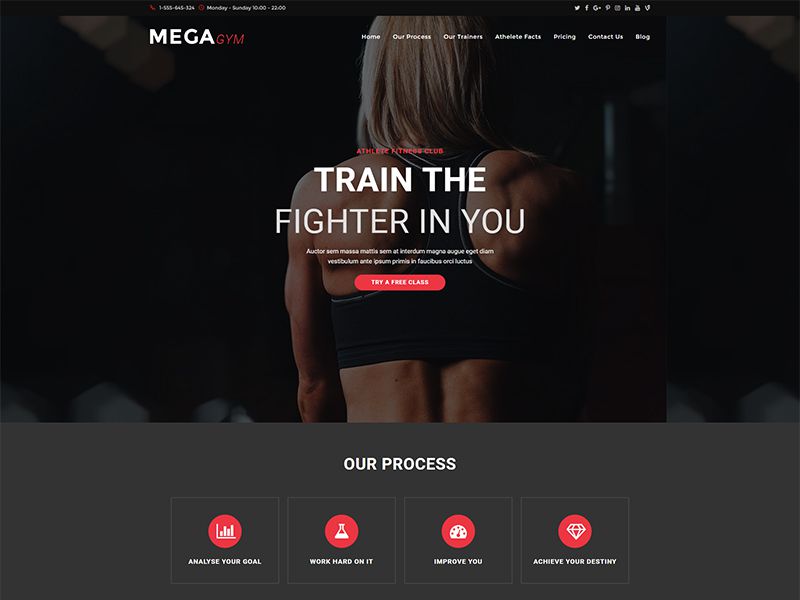 1-555-645-324 Monday - Sunday 10:00 - 22:00
MEGAGYM
Home Our Process Our Trainers Athelete Facts Pricing Contact Us Blog
ATHLETE FITNESS CLUB
TRAIN THE
FIGHTER IN YOU
Auctor sem massa mattis sem at interdum magna augue eget diam
vestibulum ante ipsum primis in faucibus orci luctus
TRY A FREE CLASS
OUR PROCESS
ANALYSE YOUR GOAL WORK HARD ON IT IMPROVE YOU ACHIEVE YOUR DESTINY